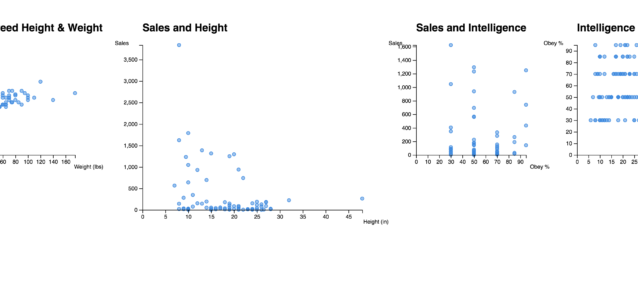 eed Height & Weight
60 80 100 120 140 160
Weight (lbs)
Sales and Height
Sales
3,500
3,000
2,500
2,000
1,500
1,000
500
0
0 5 10 15 20 25 30 35 40 45
Height (in)
Sales and Intelligence
Sales
1,600
1,400
1,200
1,000
800
600
400
200
0
0 10 20 30 40 50 60 70 80 90
Obey %
Intelligence
Obey %
90
80
70
60
50
40
30
20
10
0
0 5 10 15 20 25